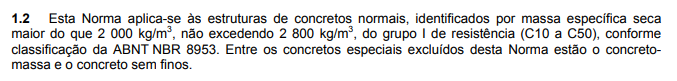 1.2 Esta Norma aplica-se às estruturas de concretos normais, identificados por massa específica seca
maior do que 2 000 kg/m³, não excedendo 2 800 kg/m³, do grupo I de resistência (C10 a C50), conforme
classificação da ABNT NBR 8953. Entre os concretos especiais excluídos desta Norma estão o concreto-
massa e o concreto sem finos.